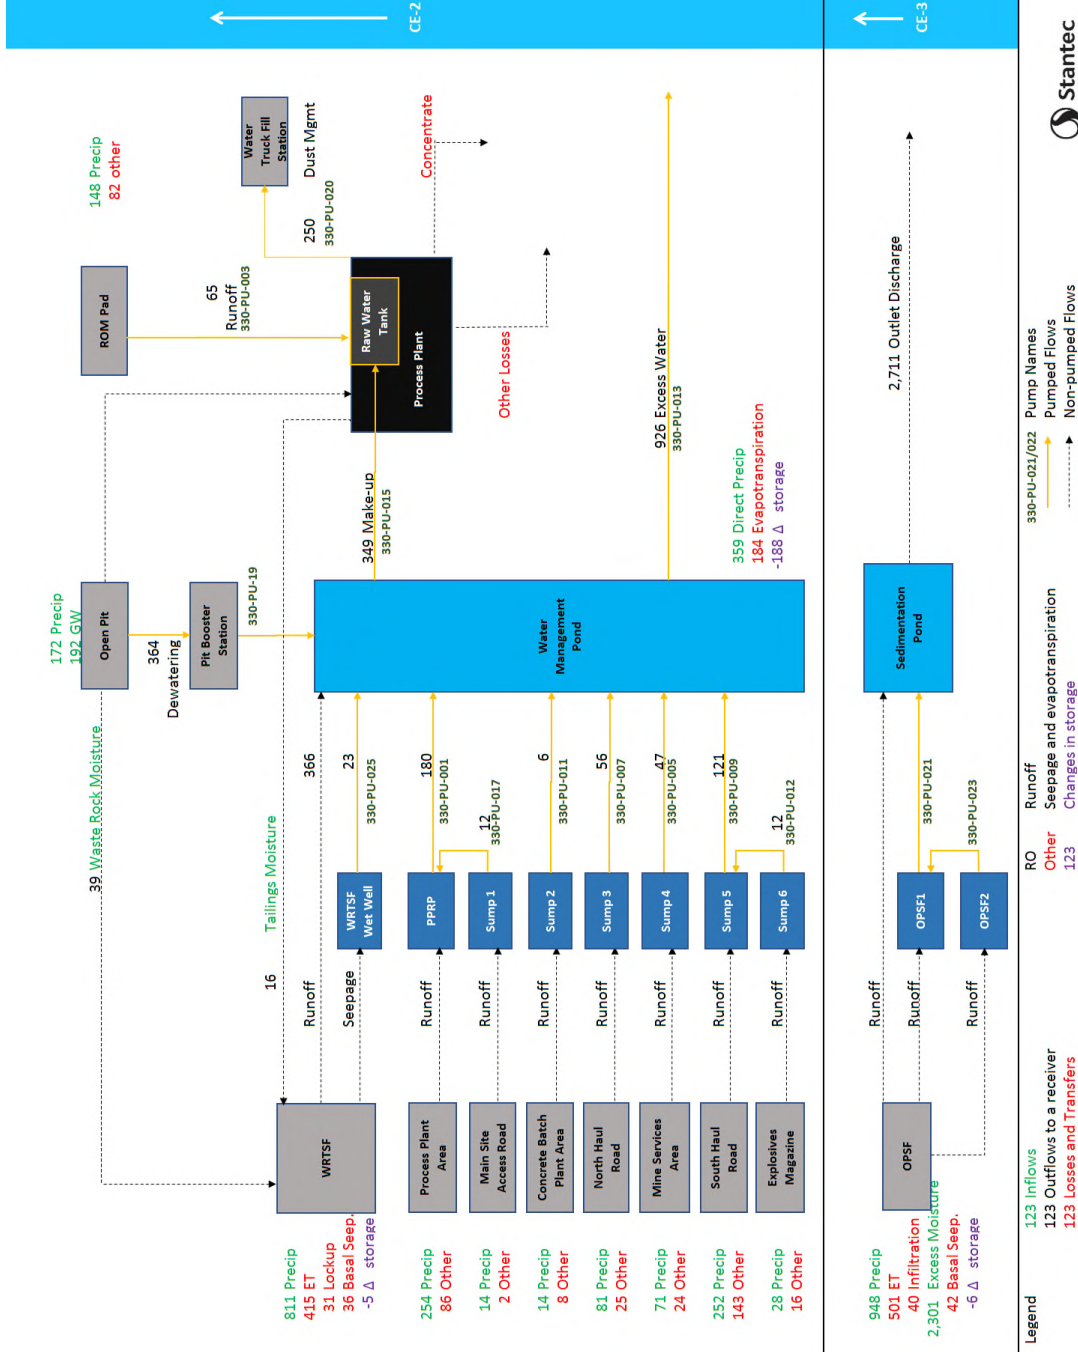 172 Precip
192 GW
Open Pit
364
Dewatering
Pit Booster
Station
330-PU-19
39 Waste Rock Moisture
Tailings Moisture
16
ROM Pad
65
Runoff
330-PU-003
148 Precip
82 other
Water
Truck Fill
Station
Dust Mgmt
250
330-PU-020
Raw Water
Tank
Process Plant
Concentrate
Other Losses
349 Make-up
330-PU-015
926 Excess Water
330-PU-013
Water
Management
Pond
359 Direct Precip
184 Evapotranspiration
-188 Δ storage
811 Precip
415 ET
31 Lockup
36 Basal Seep.
-5 Δ storage
WRTSF
Runoff
366
Seepage
WRTSF
Wet Well
23
330-PU-025
254 Precip
86 Other
Process Plant
Area
Runoff
PPRP
180
330-PU-001
14 Precip
2 Other
Main Site
Access Road
Runoff
Sump 1
12
330-PU-017
14 Precip
8 Other
Concrete Batch
Plant Area
Runoff
Sump 2
6
330-PU-011
81 Precip
25 Other
North Haul
Road
Runoff
Sump 3
56
330-PU-007
71 Precip
24 Other
Mine Services
Area
Runoff
Sump 4
47
330-PU-005
252 Precip
143 Other
South Haul
Road
Runoff
Sump 5
121
330-PU-009
28 Precip
16 Other
Explosives
Magazine
Runoff
Sump 6
12
330-PU-012
CE-2
948 Precip
501 ET
40 Infiltration
2,301 Excess Moisture
42 Basal Seep.
-6 Δ storage
OPSF
Runoff
Runoff
Runoff
OPSF1
OPSF2
330-PU-021
330-PU-023
Sedimentation
Pond
2,711 Outlet Discharge
CE-3
Legend
123 Inflows
123 Outflows to a receiver
123 Losses and Transfers
RO Runoff
Other Seepage and evapotranspiration
123 Changes in storage
330-PU-021/022 Pump Names
Pumped Flows
Non-pumped Flows
Stantec